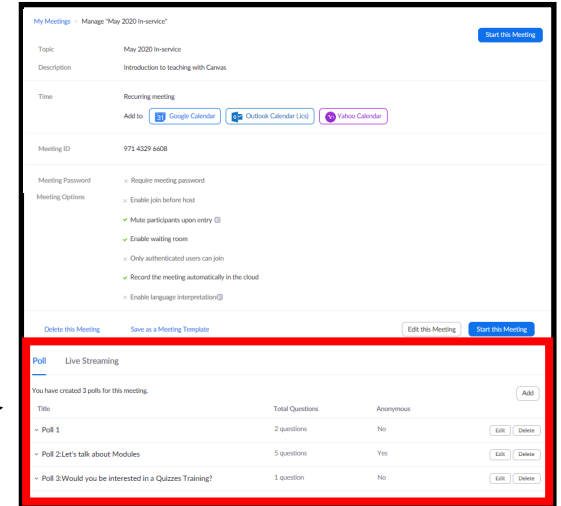 My Meetings > Manage "May 2020 In-service"
Start this Meeting
Topic May 2020 In-service
Description Introduction to teaching with Canvas
Time Recurring meeting
Add to Google Calendar Outlook Calendar (.ics) Yahoo Calendar
Meeting ID 971 4329 6608
Meeting Password × Require meeting password
Meeting Options × Enable join before host
✓ Mute participants upon entry
✓ Enable waiting room
× Only authenticated users can join
✓ Record the meeting automatically in the cloud
× Enable language interpretation
Delete this Meeting Save as a Meeting Template Edit this Meeting Start this Meeting
Poll Live Streaming
You have created 3 polls for this meeting. Add
Title Total Questions Anonymous
Poll 1 2 questions No Edit Delete
Poll 2:Let's talk about Modules 5 questions Yes Edit Delete
Poll 3:Would you be interested in a Quizzes Training? 1 question No Edit Delete